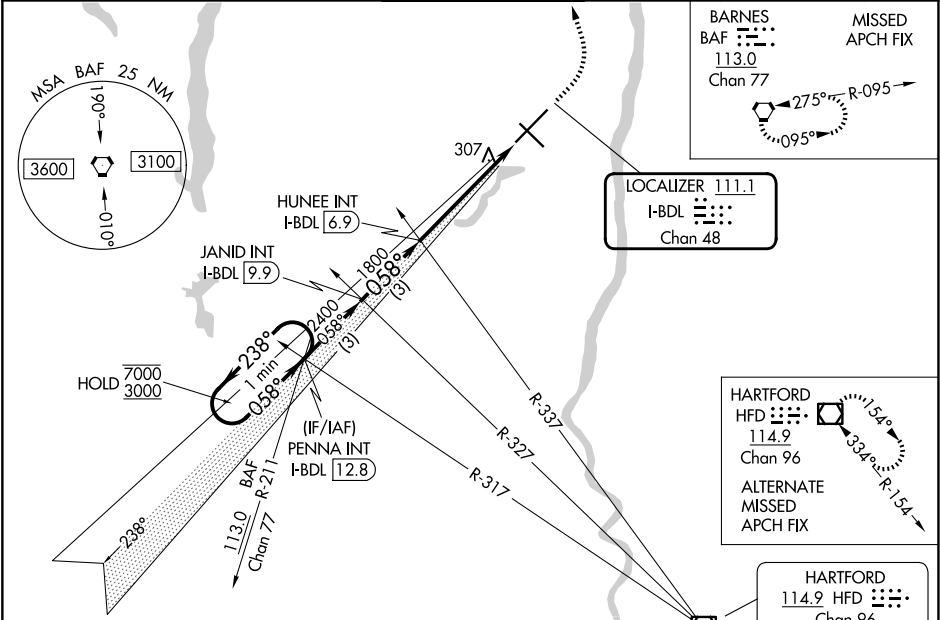 MSA BAF 25 NM
190°
3600
3100
010°
BARNES
BAF
113.0
Chan 77
MISSED
APCH FIX
275°
R-095
095°
307
LOCALIZER 111.1
I-BDL
Chan 48
HUNEE INT
I-BDL 6.9
JANID INT
I-BDL 9.9
1800
058°
(3)
2400
058°
(3)
238°
1 min
058°
HOLD 7000
3000
(IF/IAF)
PENNA INT
I-BDL 12.8
BAF
R-211
113.0
Chan 77
238°
R-337
R-327
R-317
HARTFORD
HFD
114.9
Chan 96
ALTERNATE
MISSED
APCH FIX
154°
334°
R-154
HARTFORD
114.9 HFD
Chan 96